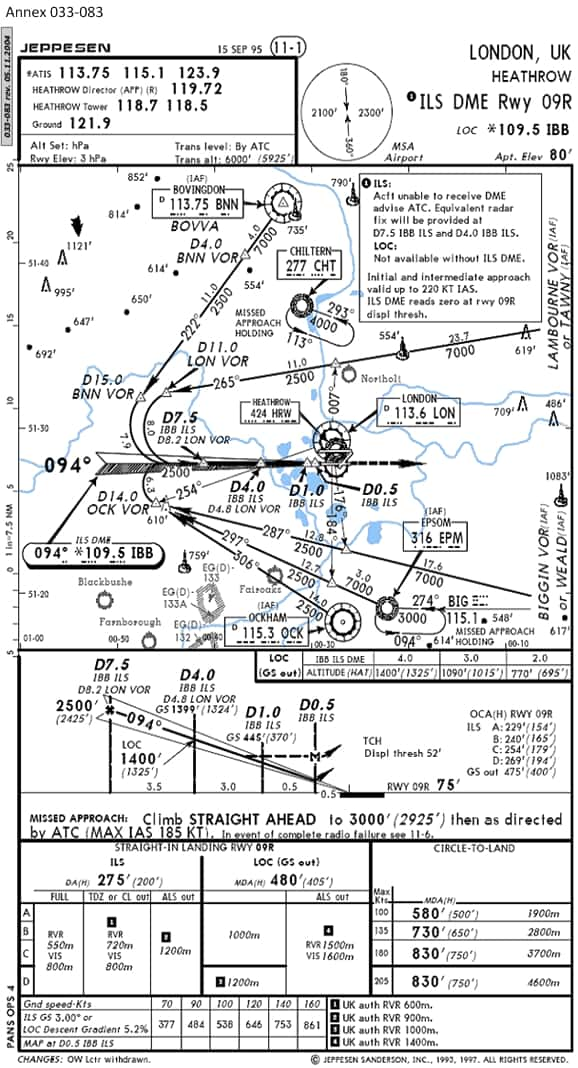 Annex 033-083
033-083 rev. 05.11.2004
JEPPESEN
15 SEP 95
11-1
LONDON, UK
HEATHROW
ILS DME Rwy 09R
LOC *109.5 IBB
*ATIS 113.75 115.1 123.9
HEATHROW Director (APP) (R) 119.72
HEATHROW Tower 118.7 118.5
Ground 121.9
Alt Set: hPa
Trans level: By ATC
Rwy Elev: 3 hPa
Trans alt: 6000' (5925')
180°
2100'
2300'
360°
MSA
Airport
Apt. Elev 80'
25
20
15
10
5
0
5
1 In=7.5 NM
852'
814'
1121'
995'
647'
692'
650'
614'
554'
735'
790'
(IAF)
BOVINGDON
D 113.75 BNN
BOVVA
D4.0
BNN VOR
4.0
7000
11.0
2500
222°
CHILTERN
277 CHT
293°
4000
113°
MISSED
APPROACH
HOLDING
1 ILS:
Acft unable to receive DME
advise ATC. Equivalent radar
fix will be provided at
D7.5 IBB ILS and D4.0 IBB ILS.
LOC:
Not available without ILS DME.
Initial and intermediate approach
valid up to 220 KT IAS.
ILS DME reads zero at rwy 09R
displ thresh.
LAMBOURNE VOR(IAF)
or TAWNY (IAF)
51-40
51-30
51-20
D11.0
LON VOR
D15.0
BNN VOR
265°
11.0
2500
23.7
7000
554'
619'
Northolt
007°
HEATHROW
424 HRW
LONDON
D 113.6 LON
709'
486'
D7.5
IBB ILS
D8.2 LON VOR
7.9
8.0
094°
2500
D4.0
IBB ILS
D4.8 LON VOR
D1.0
IBB ILS
D0.5
IBB ILS
6.3
254°
D14.0
OCK VOR
610'
176°
184°
1083'
ILS DME
094° *109.5 IBB
759'
(IAF)
EPSOM
316 EPM
287°
12.8
2500
297°
12.7
2500
306°
14.0
2500
3.0
7000
17.6
7000
Blackbushe
Farnborough
Fairoaks
EG(D)-
133
EG(D)-
133A
EG(D)-
132
(IAF)
OCKHAM
D 115.3 OCK
274°
3000
094°
BIG
115.1
548'
614'
617'
MISSED APPROACH
HOLDING
BIGGIN VOR(IAF)
or, WEALD(IAF)
01-00
00-50
00-40
00-30
00-10
LOC
(GS out)
IBB ILS DME 4.0 3.0 2.0
ALTITUDE (HAT) 1400'(1325') 1090'(1015') 770' (695')
D7.5
IBB ILS
D8.2 LON VOR
2500'
(2425')
094°
D4.0
IBB ILS
D4.8 LON VOR
GS 1399' (1324')
LOC
1400'
(1325')
D1.0
IBB ILS
GS 445'(370')
D0.5
IBB ILS
M
TCH
Displ thresh 52'
OCA(H) RWY 09R
ILS A: 229'(154')
B: 240'(165')
C: 254'(179')
D: 269'(194')
GS out 475'(400')
3.5
3.0
0.5
0.5
RWY 09R 75'
MISSED APPROACH: Climb STRAIGHT AHEAD to 3000' (2925') then as directed
by ATC (MAX IAS 185 KT). In event of complete radio failure see 11-6.
STRAIGHT-IN LANDING RWY 09R
CIRCLE-TO-LAND
ILS
LOC (GS out)
DA(H) 275' (200')
MDA(H) 480' (405')
FULL
TDZ or CL out
ALS out
ALS out
Max
Kts.
MDA(H)
A
B
C
D
RVR
550m
VIS
800m
1
RVR
720m
VIS
800m
2
1200m
1000m
3 1200m
4
RVR 1500m
VIS 1600m
100 580' (500') 1900m
135 730' (650') 2800m
180 830' (750') 3700m
205 830' (750') 4600m
Gnd speed-Kts 70 90 100 120 140 160
ILS GS 3.00° or
LOC Descent Gradient 5.2%
377 484 538 646 753 861
MAP at D0.5 IBB ILS
1 UK auth RVR 600m.
2 UK auth RVR 900m.
3 UK auth RVR 1000m.
4 UK auth RVR 1400m.
PANS OPS 4
CHANGES: OW Lctr withdrawn.
© JEPPESEN SANDERSON, INC., 1993, 1997. ALL RIGHTS RESERVED.